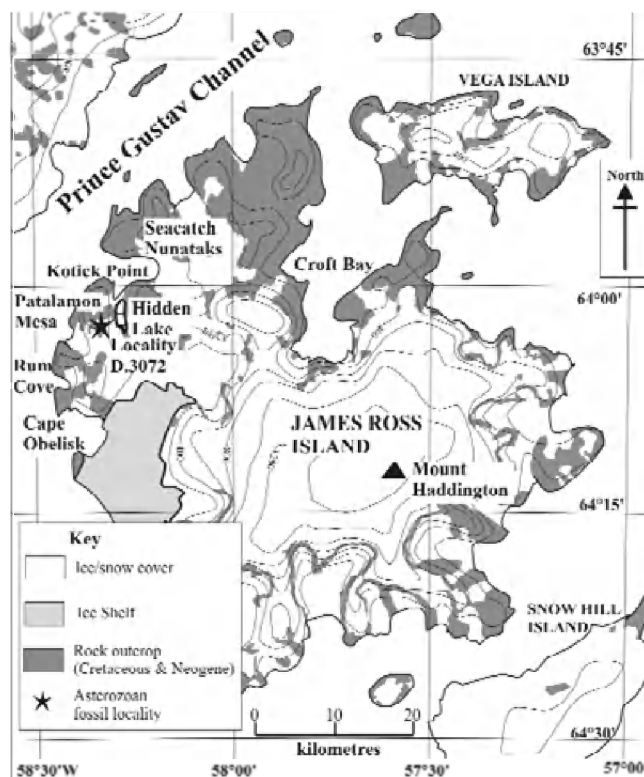 63°45'
VEGA ISLAND
Prince Gustav Channel
North
Seacatch
Nunataks
Croft Bay
Kotick Point
64°00'
Patalamon
Mesa
Hidden
Lake
Locality
D.3072
Rum
Cove
Cape
Obelisk
JAMES ROSS
ISLAND
Mount
Haddington
64°15'
Key
Ice/snow cover
Ice Shelf
Rock outcrop
(Cretaceous & Neogene)
Asterozoan
fossil locality
SNOW HILL
ISLAND
0 10 20
kilometres
64°30'
58°30'W 58°00' 57°30' 57°00'